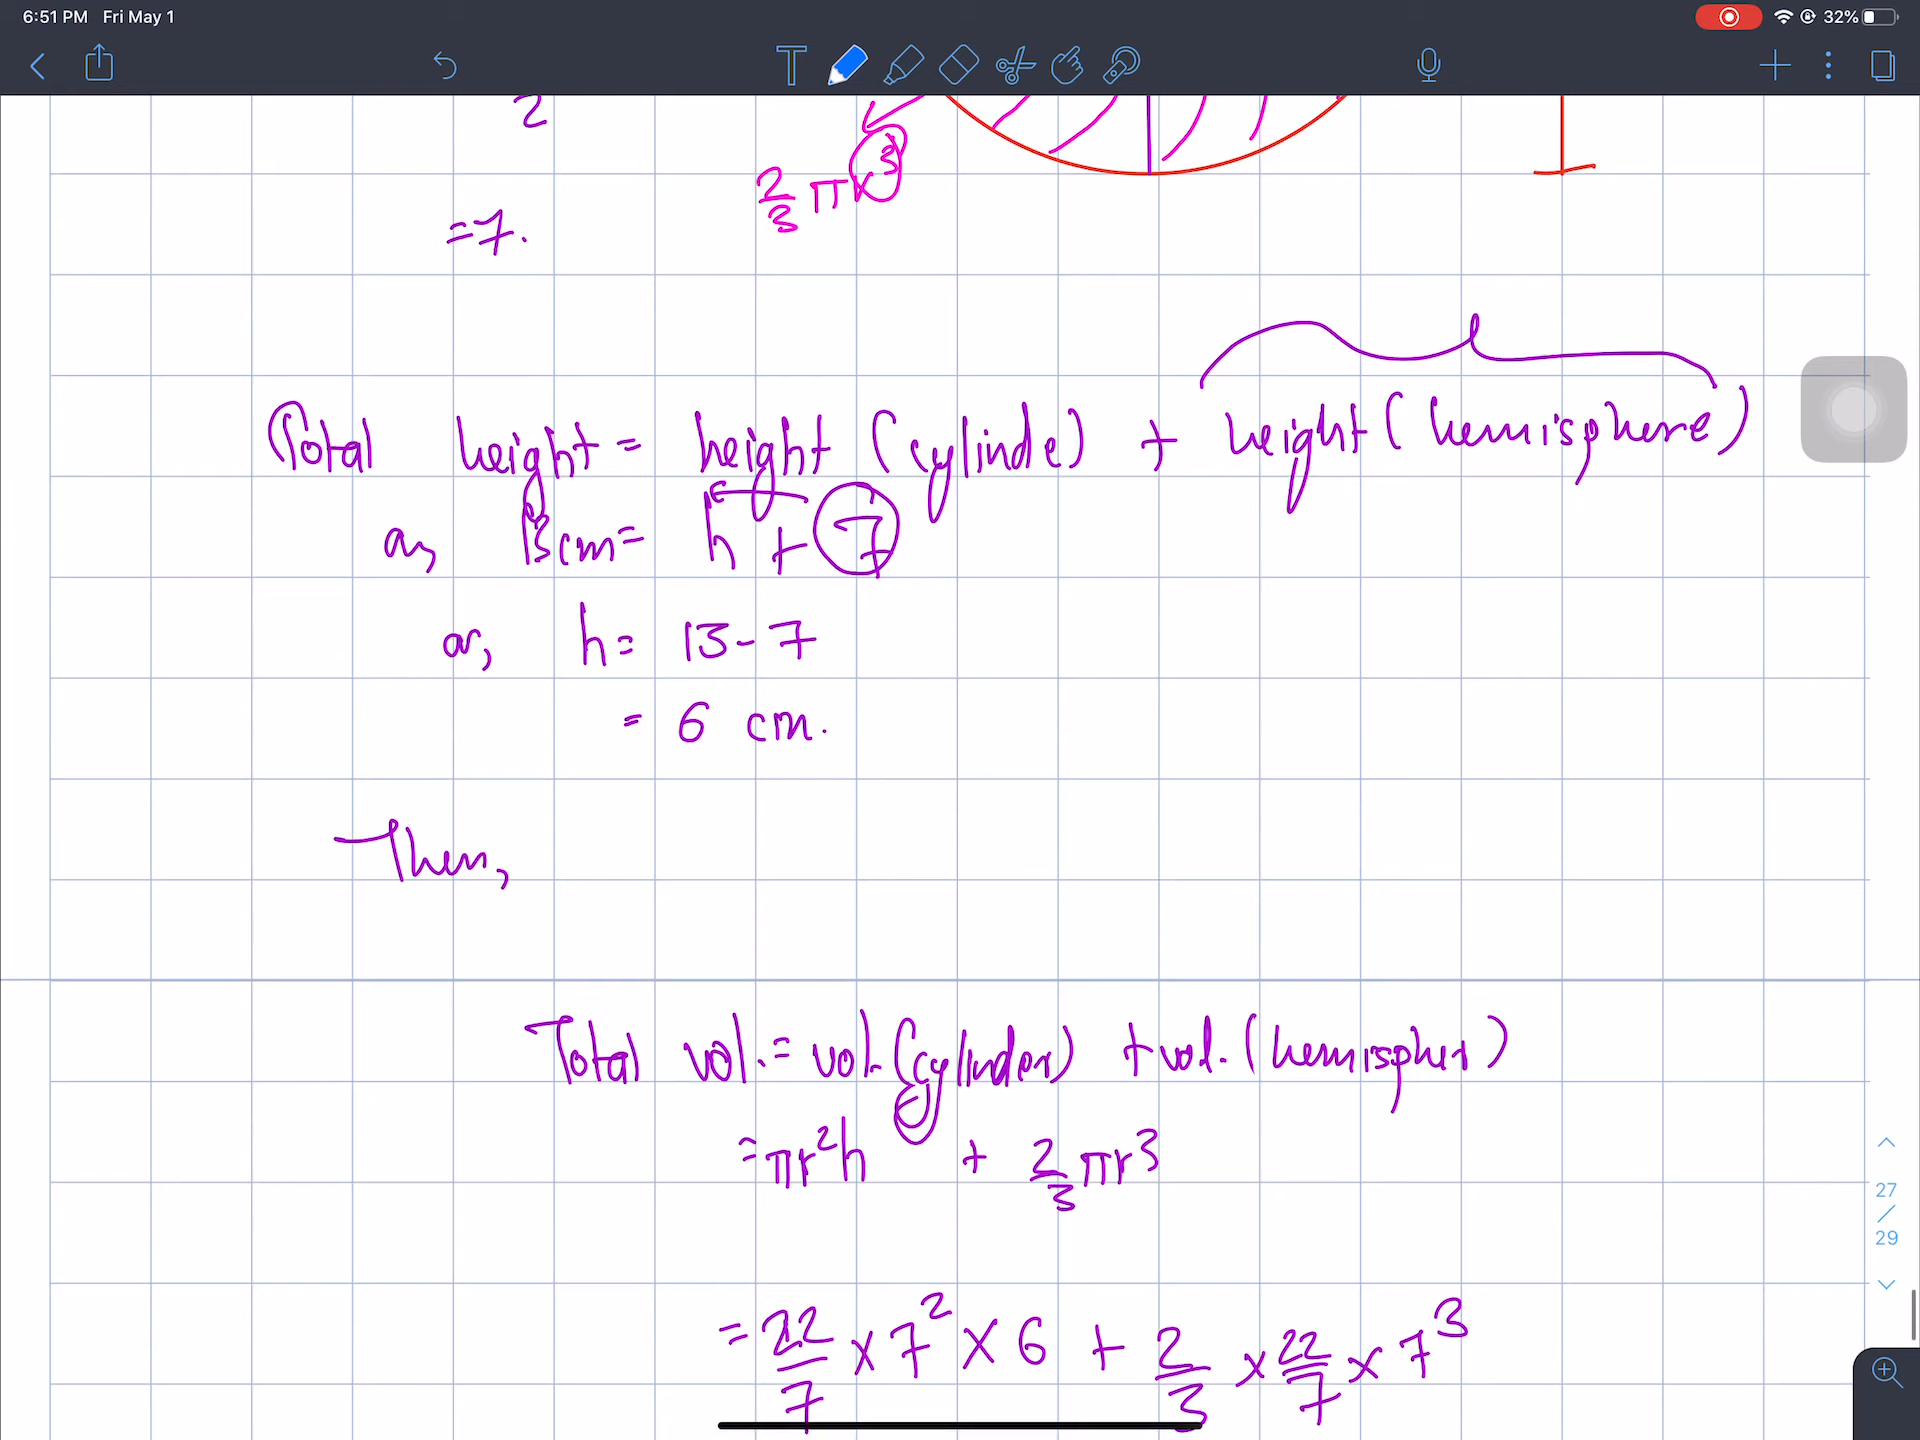 6:51 PM Fri May 1
32%
2
2/3 πr³
=7.
Total height = height (cylinde) + height (hemisphere)
or, 13cm = h + 7
or, h = 13 - 7
= 6 cm.
Then,
Total vol. = vol. (cylinder) + vol. (hemispher)
= πr²h + 2/3 πr³
27
/
29
= 22/7 × 7² × 6 + 2/3 × 22/7 × 7³